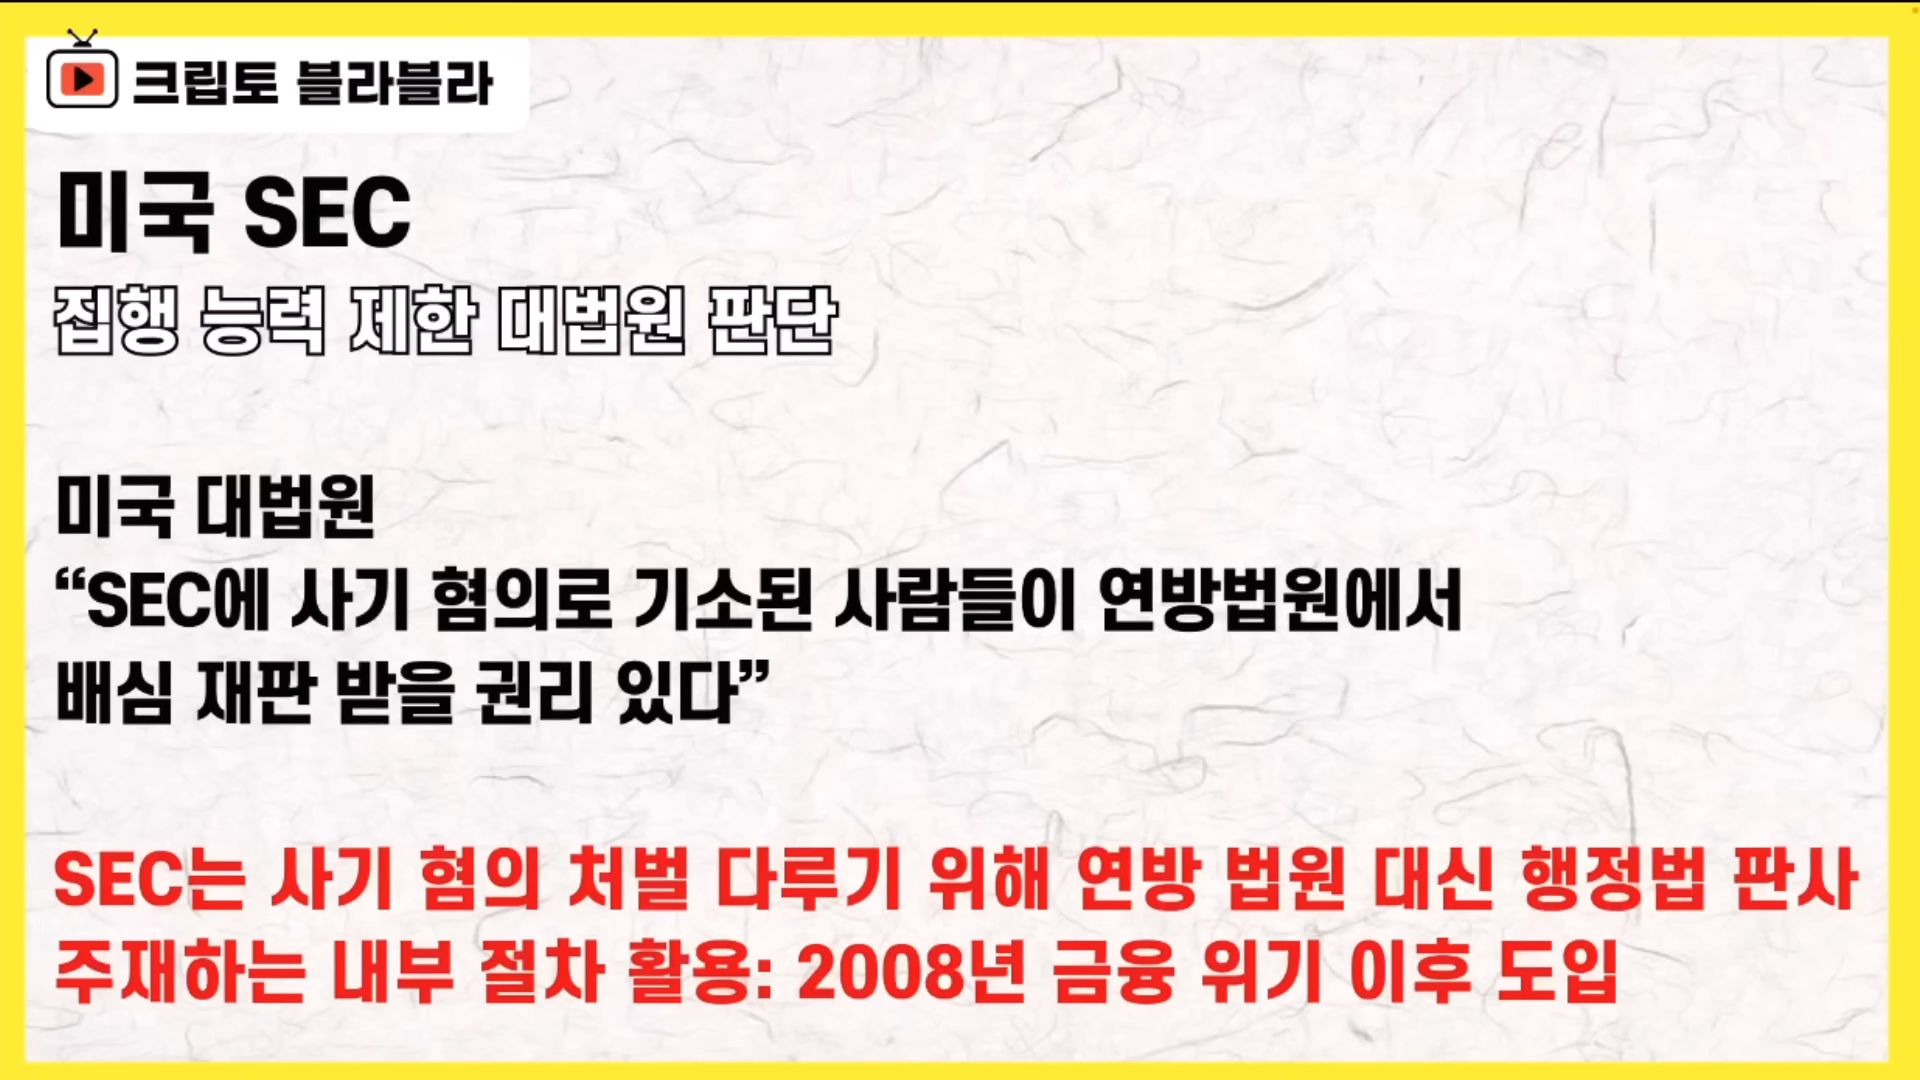 크립토 블라블라
미국 SEC
집행 능력 제한 대법원 판단
미국 대법원
“SEC에 사기 혐의로 기소된 사람들이 연방법원에서
배심 재판 받을 권리 있다”
SEC는 사기 혐의 처벌 다루기 위해 연방 법원 대신 행정법 판사
주재하는 내부 절차 활용: 2008년 금융 위기 이후 도입